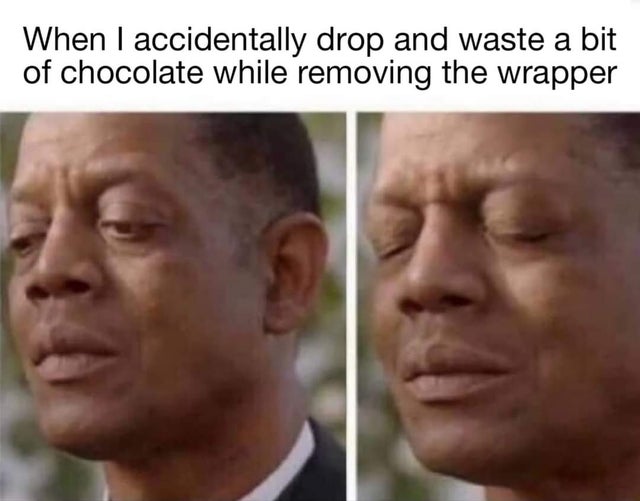 When I accidentally drop and waste a bit
of chocolate while removing the wrapper